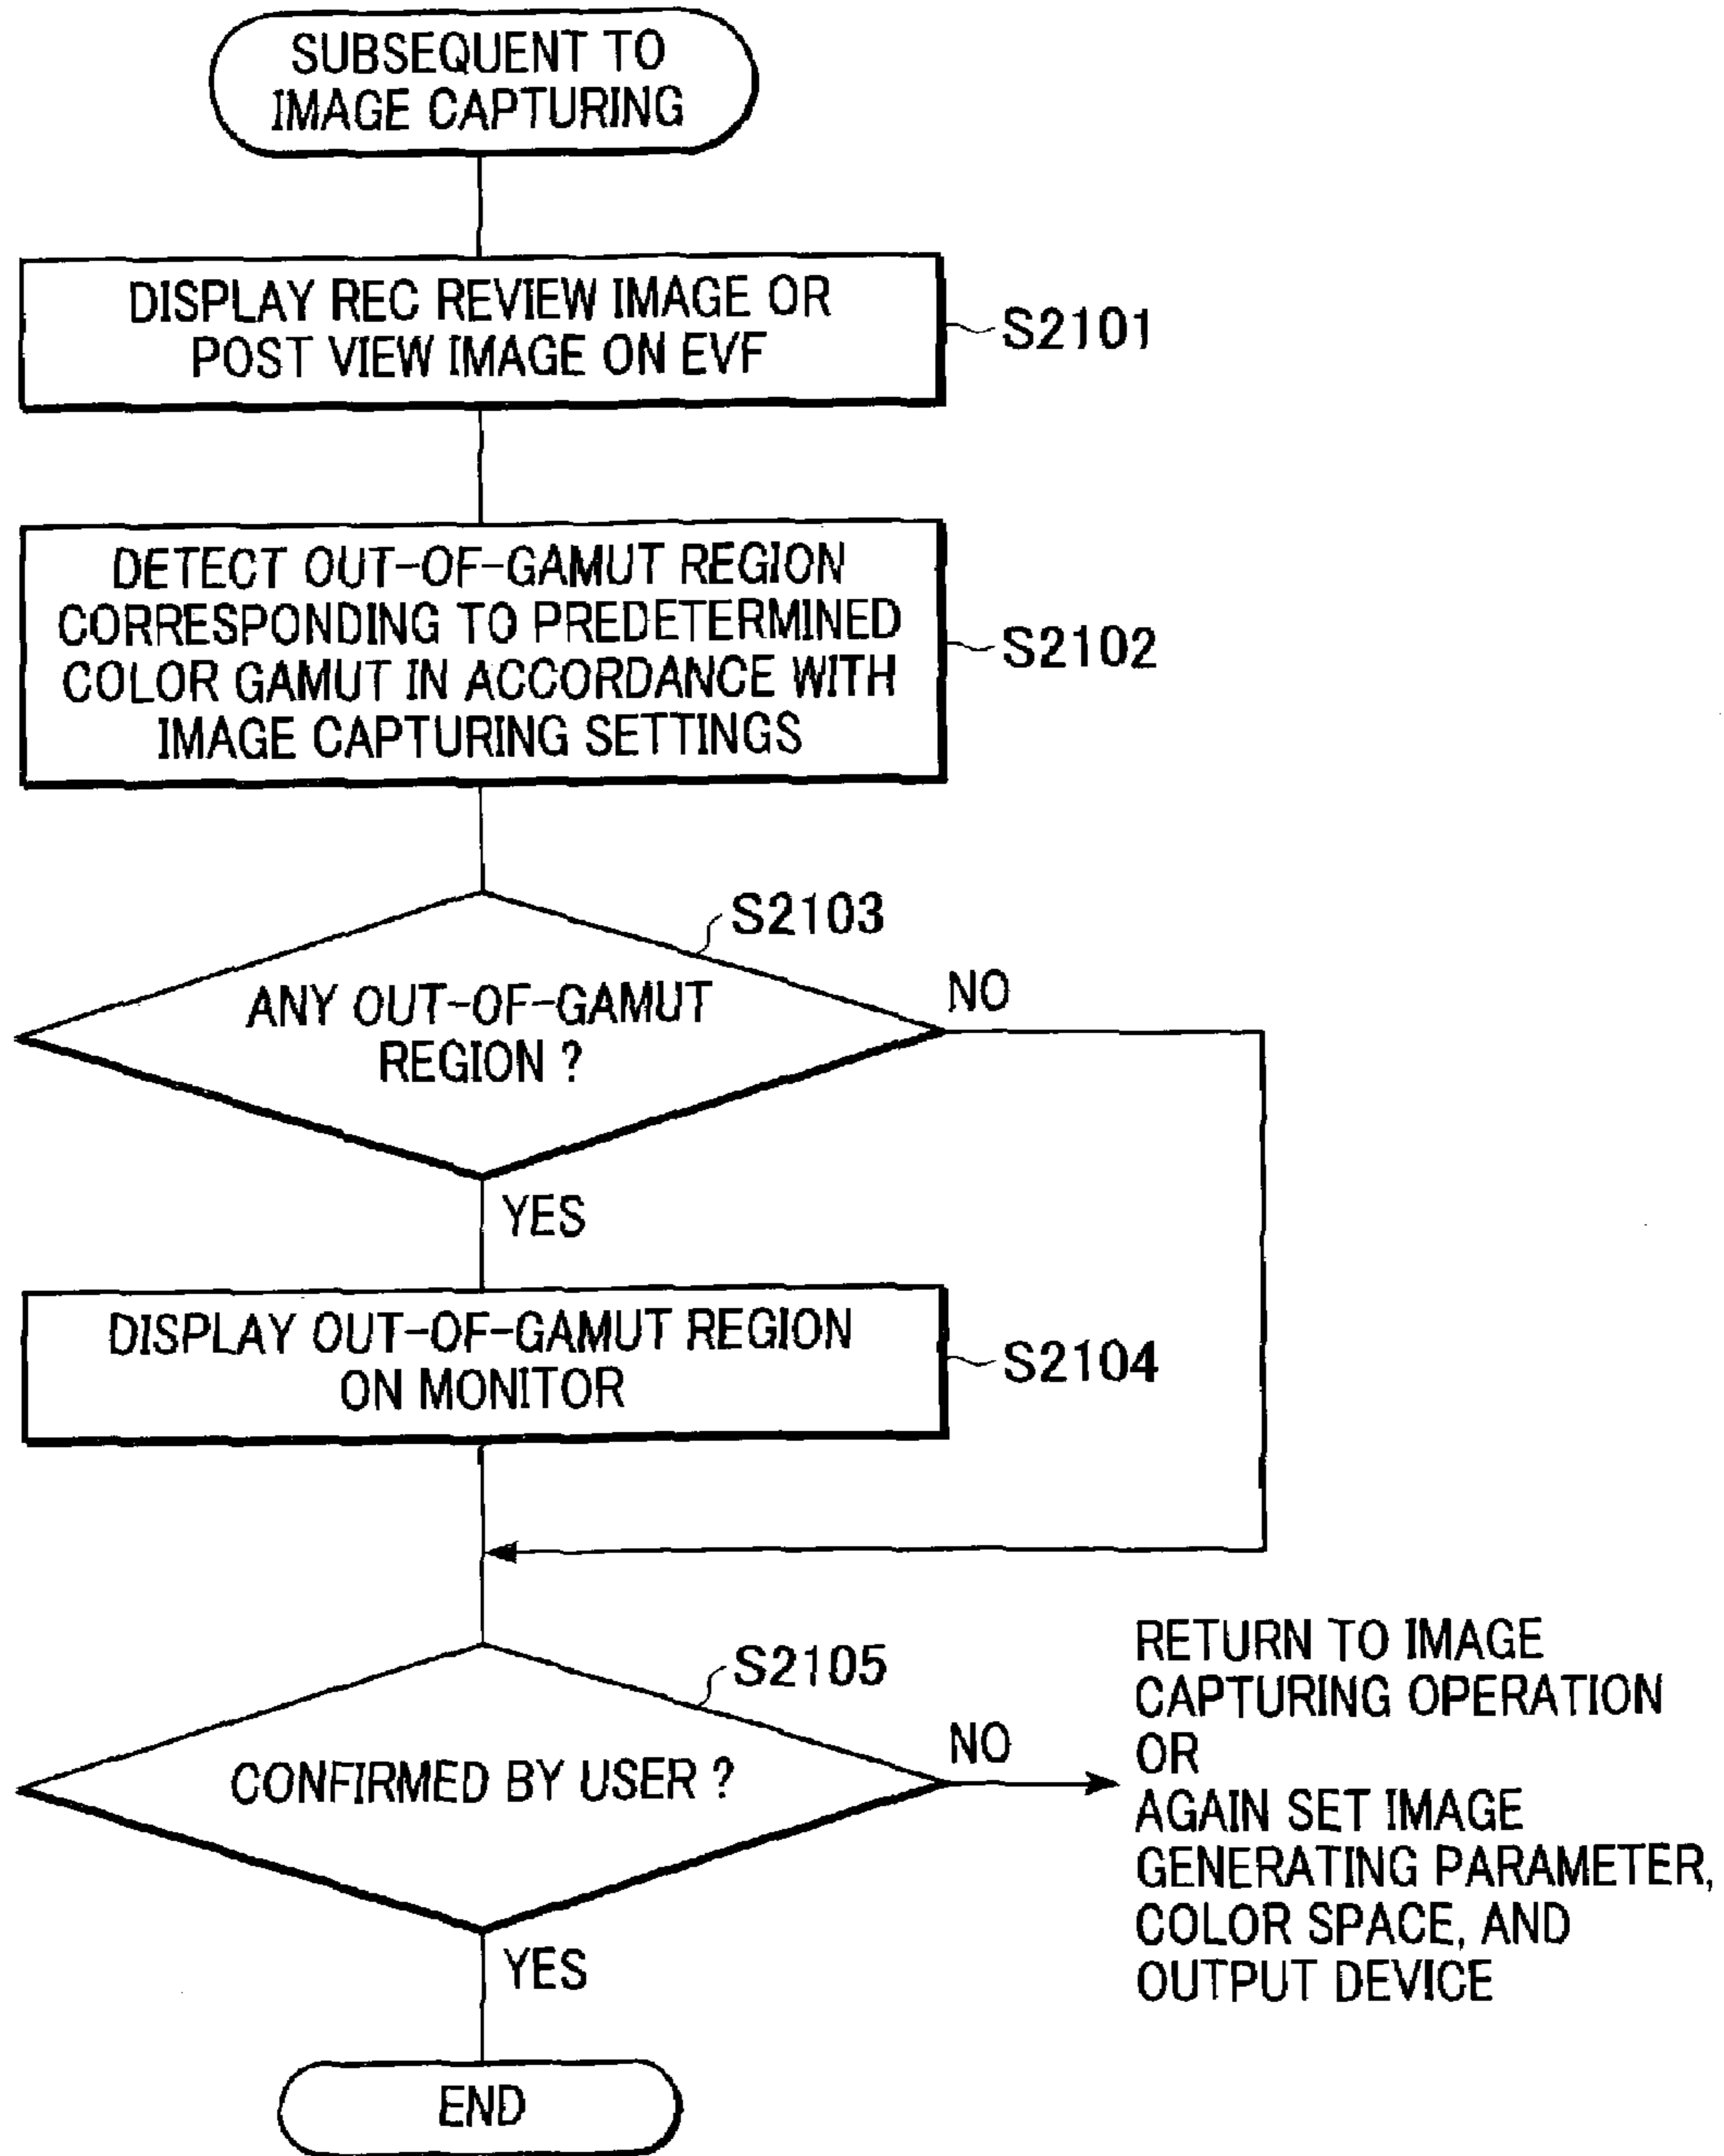 SUBSEQUENT TO
IMAGE CAPTURING
DISPLAY REC REVIEW IMAGE OR
POST VIEW IMAGE ON EVF
S2101
DETECT OUT-OF-GAMUT REGION
CORRESPONDING TO PREDETERMINED
COLOR GAMUT IN ACCORDANCE WITH
IMAGE CAPTURING SETTINGS
S2102
S2103
ANY OUT-OF-GAMUT
REGION ?
NO
YES
DISPLAY OUT-OF-GAMUT REGION
ON MONITOR
S2104
S2105
CONFIRMED BY USER ?
NO
RETURN TO IMAGE
CAPTURING OPERATION
OR
AGAIN SET IMAGE
GENERATING PARAMETER,
COLOR SPACE, AND
OUTPUT DEVICE
YES
END